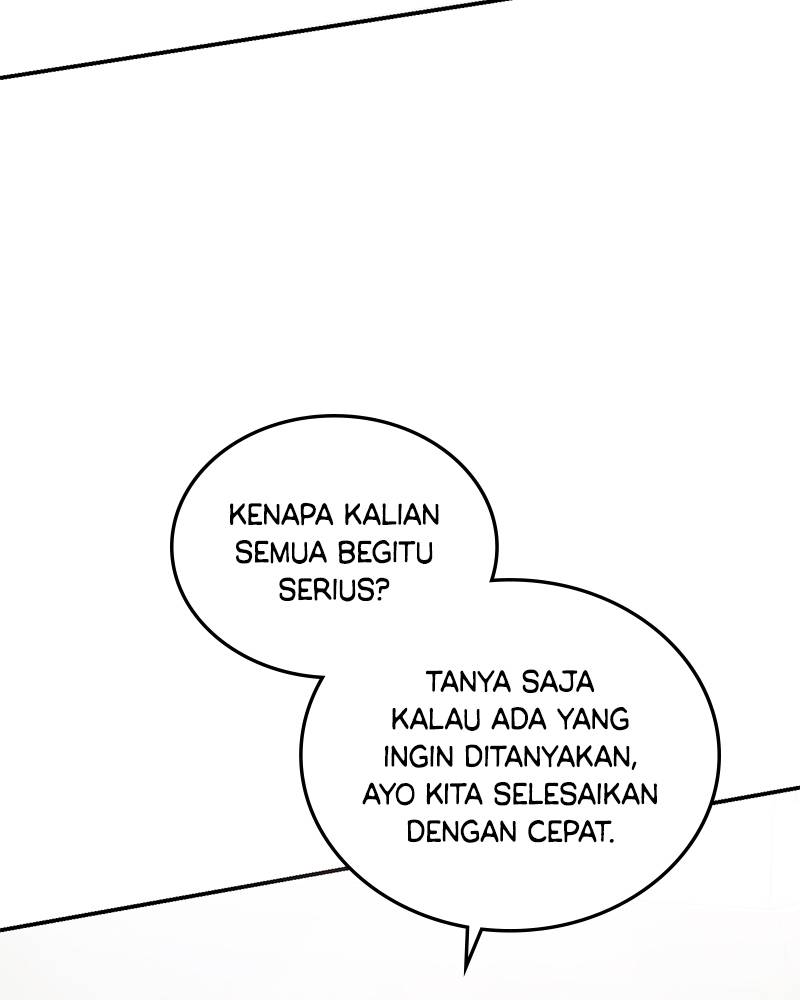 KENAPA KALIAN
SEMUA BEGITU
SERIUS?
TANYA SAJA
KALAU ADA YANG
INGIN DITANYAKAN,
AYO KITA SELESAIKAN
DENGAN CEPAT.